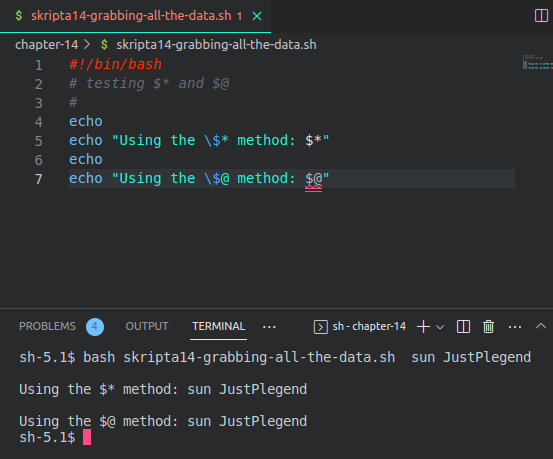 $ skripta14-grabbing-all-the-data.sh 1 ×
chapter-14 > $ skripta14-grabbing-all-the-data.sh
1 #!/bin/bash
2 # testing $* and $@
3 #
4 echo
5 echo "Using the \$* method: $*"
6 echo
7 echo "Using the \$@ method: $@"
PROBLEMS 4 OUTPUT TERMINAL ··· sh - chapter-14
sh-5.1$ bash skripta14-grabbing-all-the-data.sh  sun JustPlegend
Using the $* method: sun JustPlegend
Using the $@ method: sun JustPlegend
sh-5.1$